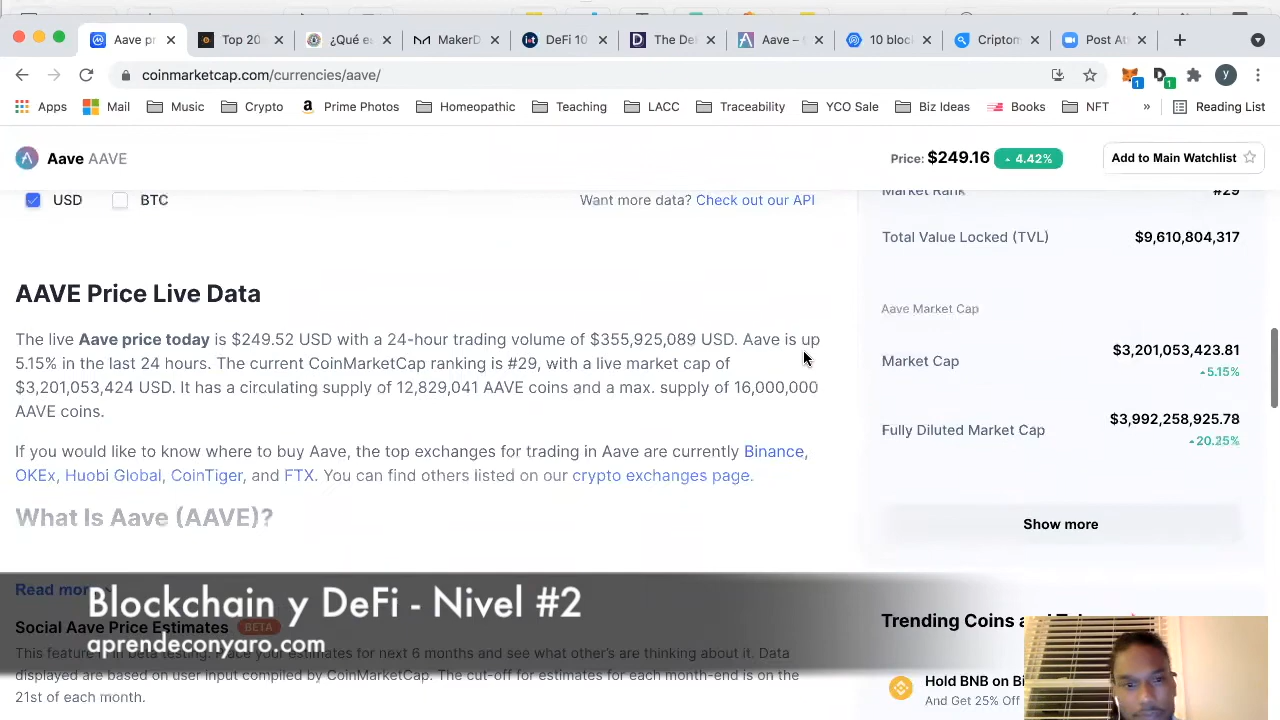 Aave pr
Top 20
¿Qué e
MakerD
DeFi 10
The De
Aave –
10 bloc
Criptom
Post At
coinmarketcap.com/currencies/aave/
Apps
Mail
Music
Crypto
Prime Photos
Homeopathic
Teaching
LACC
Traceability
YCO Sale
Biz Ideas
Books
NFT
»
Reading List
Aave AAVE
Price: $249.16 4.42%
Add to Main Watchlist
USD
BTC
Want more data? Check out our API
Market Rank #29
Total Value Locked (TVL) $9,610,804,317
AAVE Price Live Data
The live Aave price today is $249.52 USD with a 24-hour trading volume of $355,925,089 USD. Aave is up
5.15% in the last 24 hours. The current CoinMarketCap ranking is #29, with a live market cap of
$3,201,053,424 USD. It has a circulating supply of 12,829,041 AAVE coins and a max. supply of 16,000,000
AAVE coins.
If you would like to know where to buy Aave, the top exchanges for trading in Aave are currently Binance,
OKEx, Huobi Global, CoinTiger, and FTX. You can find others listed on our crypto exchanges page.
What Is Aave (AAVE)?
Aave Market Cap
Market Cap $3,201,053,423.81
5.15%
Fully Diluted Market Cap $3,992,258,925.78
20.25%
Show more
Read more
Blockchain y DeFi - Nivel #2
Social Aave Price Estimates BETA
aprendeconyaro.com
displayed are based on user input compiled by CoinMarketCap. The cut-off for estimates for each month-end is on the
21st of each month.
Trending Coins and
Hold BNB on Bi
And Get 25% Off